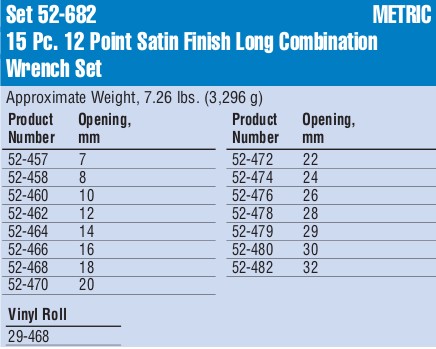 Set 52-682 METRIC
15 Pc. 12 Point Satin Finish Long Combination
Wrench Set
Approximate Weight, 7.26 lbs. (3,296 g)
Product Opening,
Number mm
52-457 7
52-458 8
52-460 10
52-462 12
52-464 14
52-466 16
52-468 18
52-470 20
Product Opening,
Number mm
52-472 22
52-474 24
52-476 26
52-478 28
52-479 29
52-480 30
52-482 32
Vinyl Roll
29-468